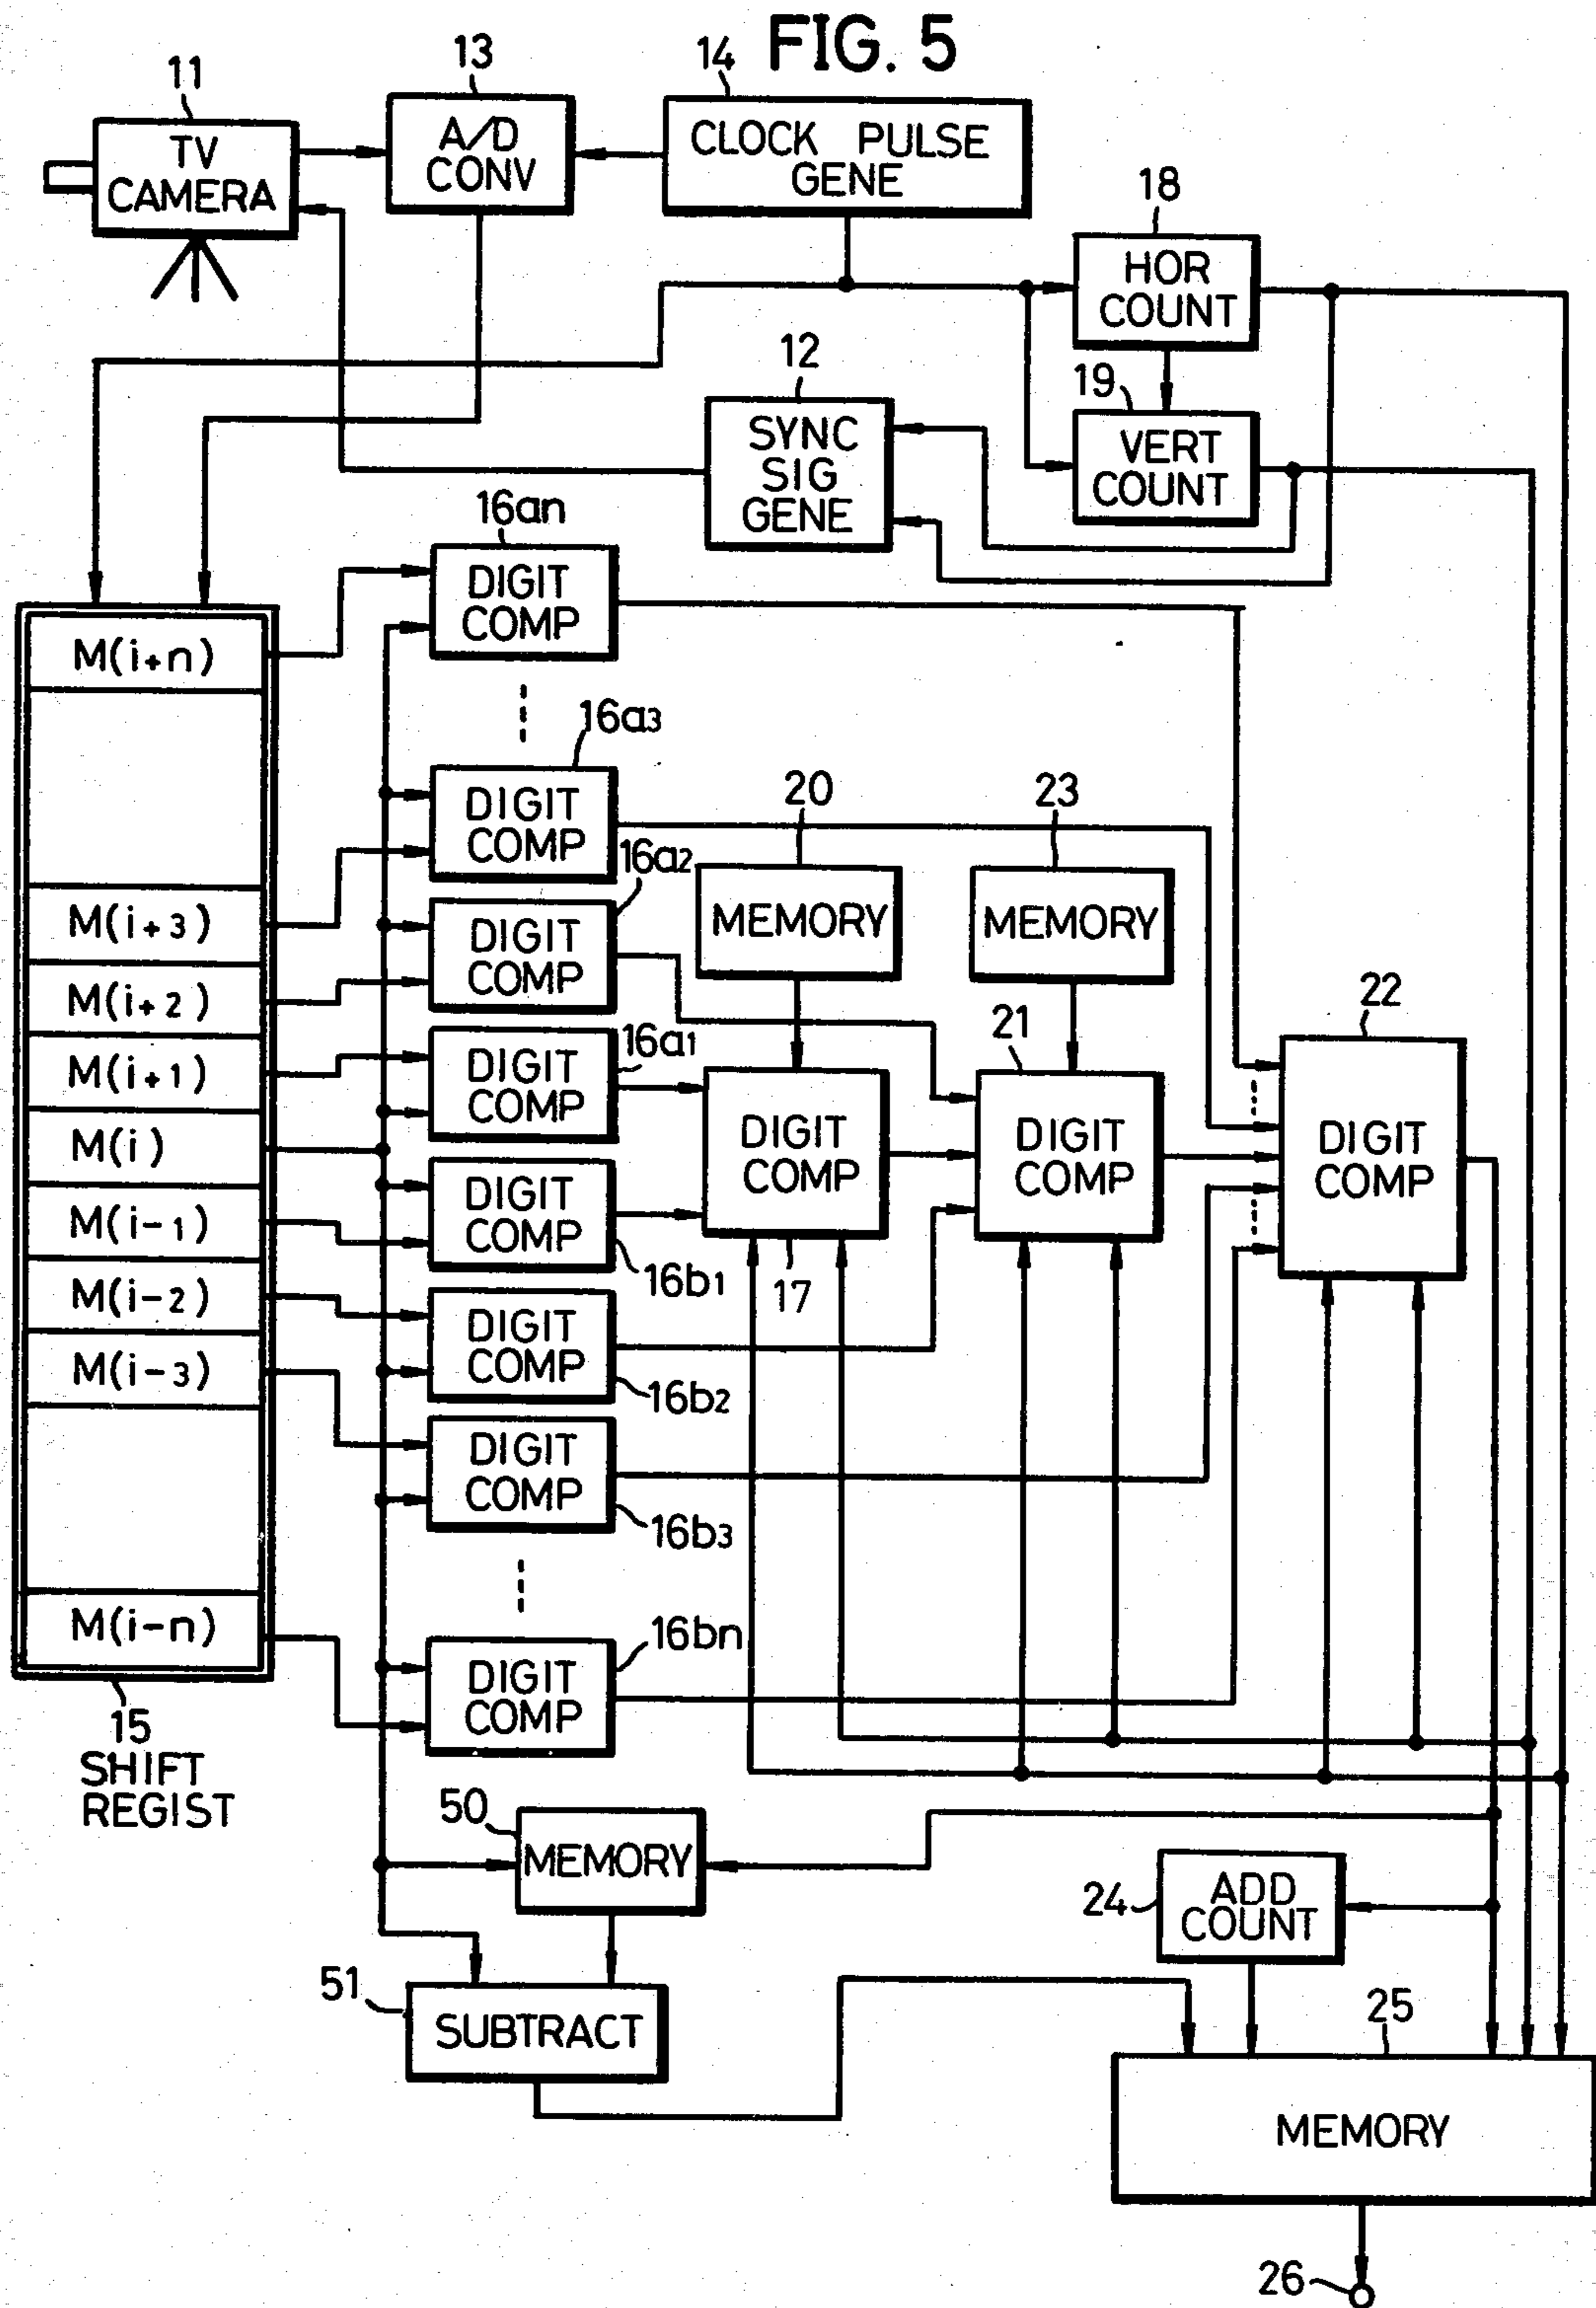 FIG. 5
11
TV
CAMERA
13
A/D
CONV
14
CLOCK PULSE
GENE
18
HOR
COUNT
12
SYNC
SIG
GENE
19
VERT
COUNT
16an
DIGIT
COMP
M(i+n)
16a3
DIGIT
COMP
20
MEMORY
23
MEMORY
M(i+3)
16a2
DIGIT
COMP
M(i+2)
M(i+1)
16a1
DIGIT
COMP
M(i)
M(i-1)
DIGIT
COMP
16b1
DIGIT
COMP
17
21
DIGIT
COMP
22
DIGIT
COMP
M(i-2)
DIGIT
COMP
16b2
M(i-3)
DIGIT
COMP
16b3
M(i-n)
16bn
DIGIT
COMP
15
SHIFT
REGIST
50
MEMORY
24
ADD
COUNT
51
SUBTRACT
25
MEMORY
26